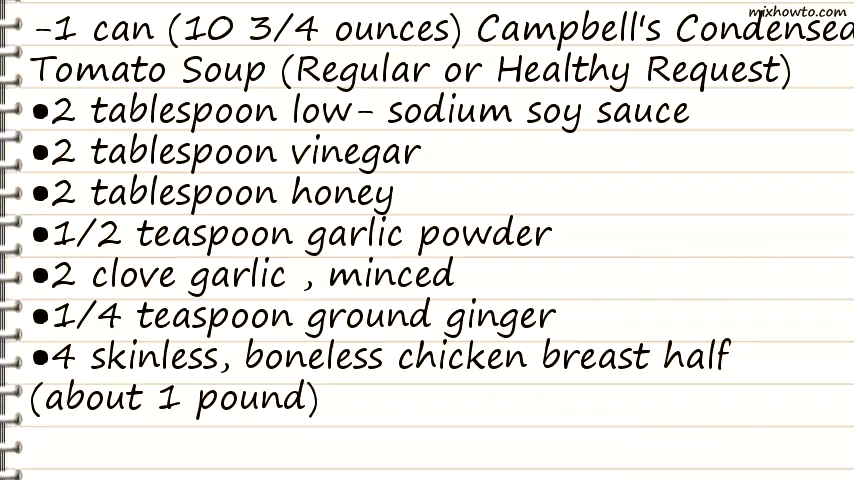 mixhowto.com
-1 can (10 3/4 ounces) Campbell's Condensed
Tomato Soup (Regular or Healthy Request)
•2 tablespoon low- sodium soy sauce
•2 tablespoon vinegar
•2 tablespoon honey
•1/2 teaspoon garlic powder
•2 clove garlic , minced
•1/4 teaspoon ground ginger
•4 skinless, boneless chicken breast half
(about 1 pound)